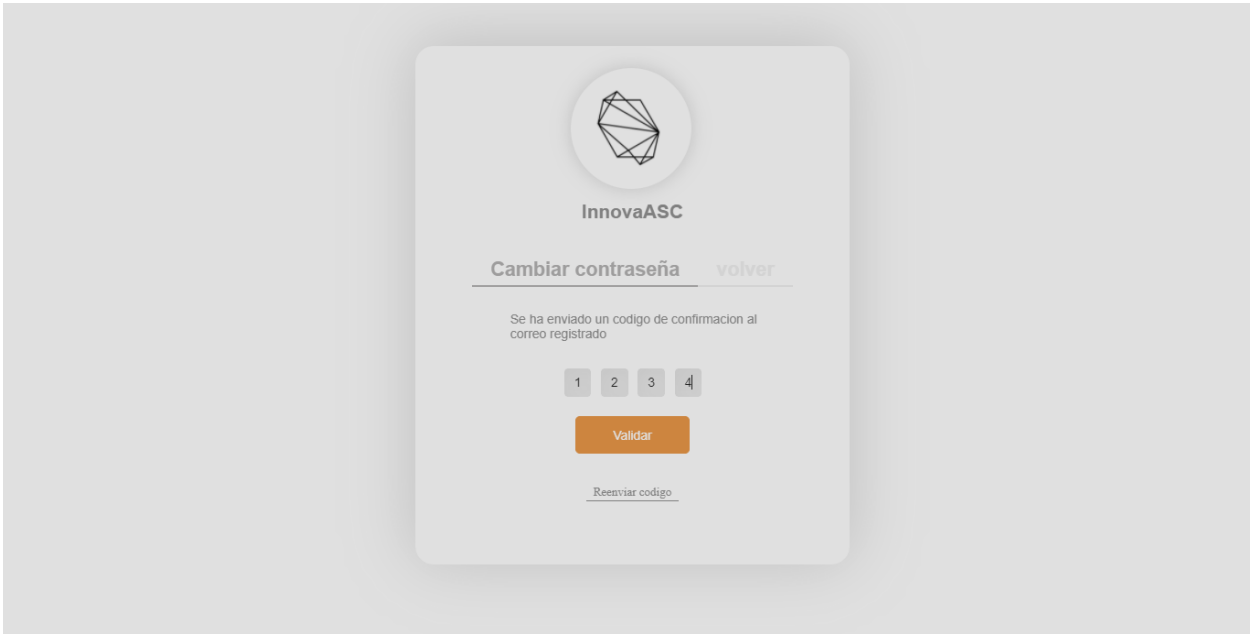 InnovaASC
Cambiar contraseña volver
Se ha enviado un codigo de confirmacion al
correo registrado
1 2 3 4
Validar
Reenviar codigo